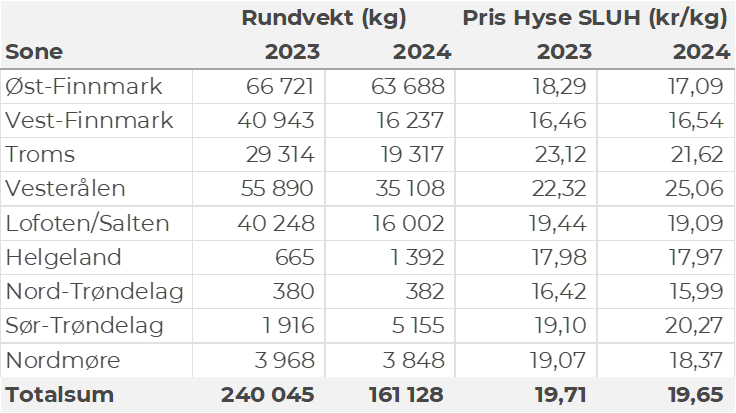 Rundvekt (kg) Pris Hyse SLUH (kr/kg)
Sone 2023 2024 2023 2024
Øst-Finnmark 66 721 63 688 18,29 17,09
Vest-Finnmark 40 943 16 237 16,46 16,54
Troms 29 314 19 317 23,12 21,62
Vesterålen 55 890 35 108 22,32 25,06
Lofoten/Salten 40 248 16 002 19,44 19,09
Helgeland 665 1 392 17,98 17,97
Nord-Trøndelag 380 382 16,42 15,99
Sør-Trøndelag 1 916 5 155 19,10 20,27
Nordmøre 3 968 3 848 19,07 18,37
Totalsum 240 045 161 128 19,71 19,65